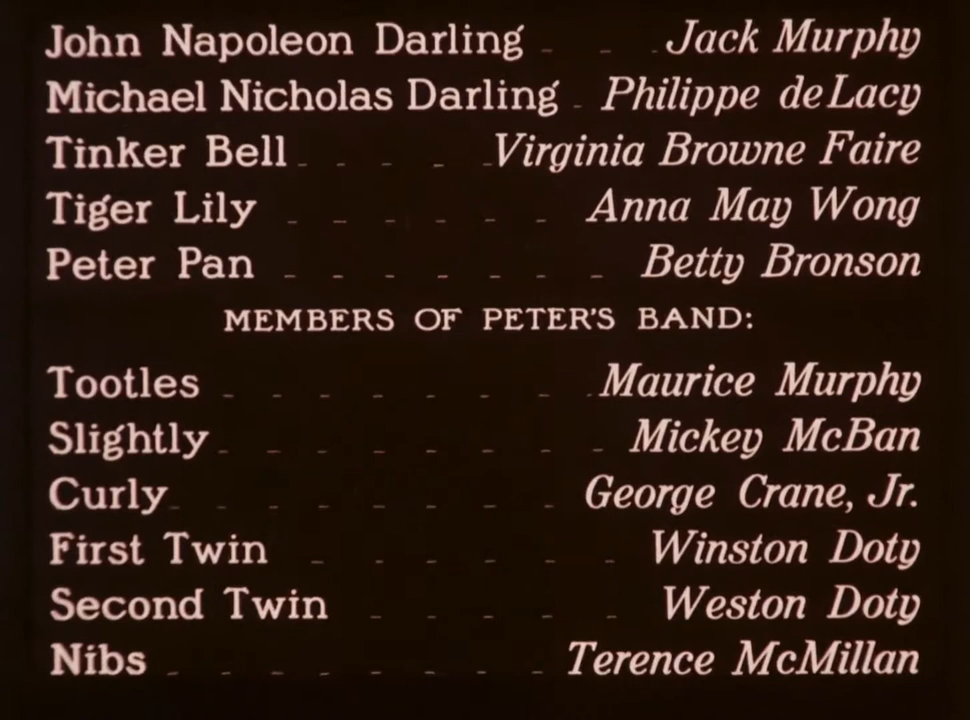 John Napoleon Darling - - . Jack Murphy
Michael Nicholas Darling - Philippe de Lacy
Tinker Bell - - - - - Virginia Browne Faire
Tiger Lily - - - - - - Anna May Wong
Peter Pan - - - - - - - Betty Bronson
MEMBERS OF PETER'S BAND:
Tootles - - - - - - - . Maurice Murphy
Slightly - - - - - - - - Mickey McBan
Curly - - - - - - - - George Crane, Jr.
First Twin - - - - - - Winston Doty
Second Twin - - - - - Weston Doty
Nibs - - - - - - - - Terence McMillan